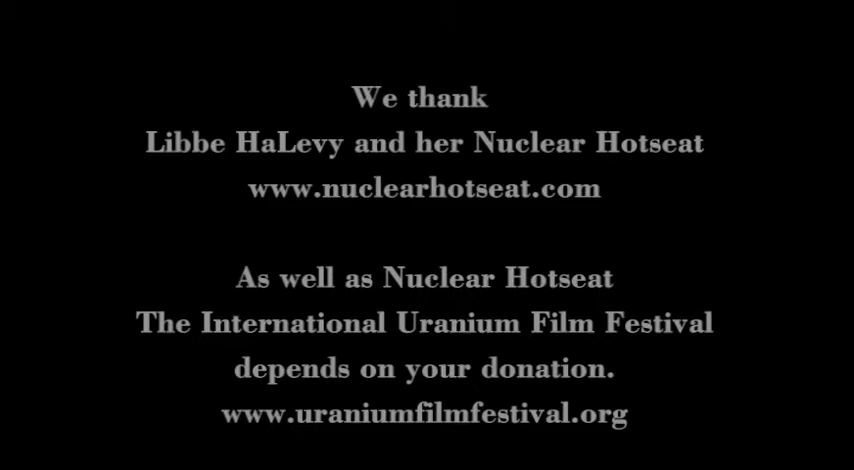 We thank
Libbe HaLevy and her Nuclear Hotseat
www.nuclearhotseat.com
As well as Nuclear Hotseat
The International Uranium Film Festival
depends on your donation.
www.uraniumfilmfestival.org